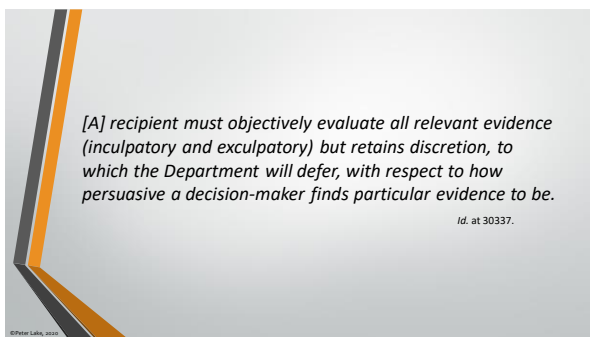 [A] recipient must objectively evaluate all relevant evidence
(inculpatory and exculpatory) but retains discretion, to
which the Department will defer, with respect to how
persuasive a decision-maker finds particular evidence to be.
Id. at 30337.
©Peter Lake, 2020